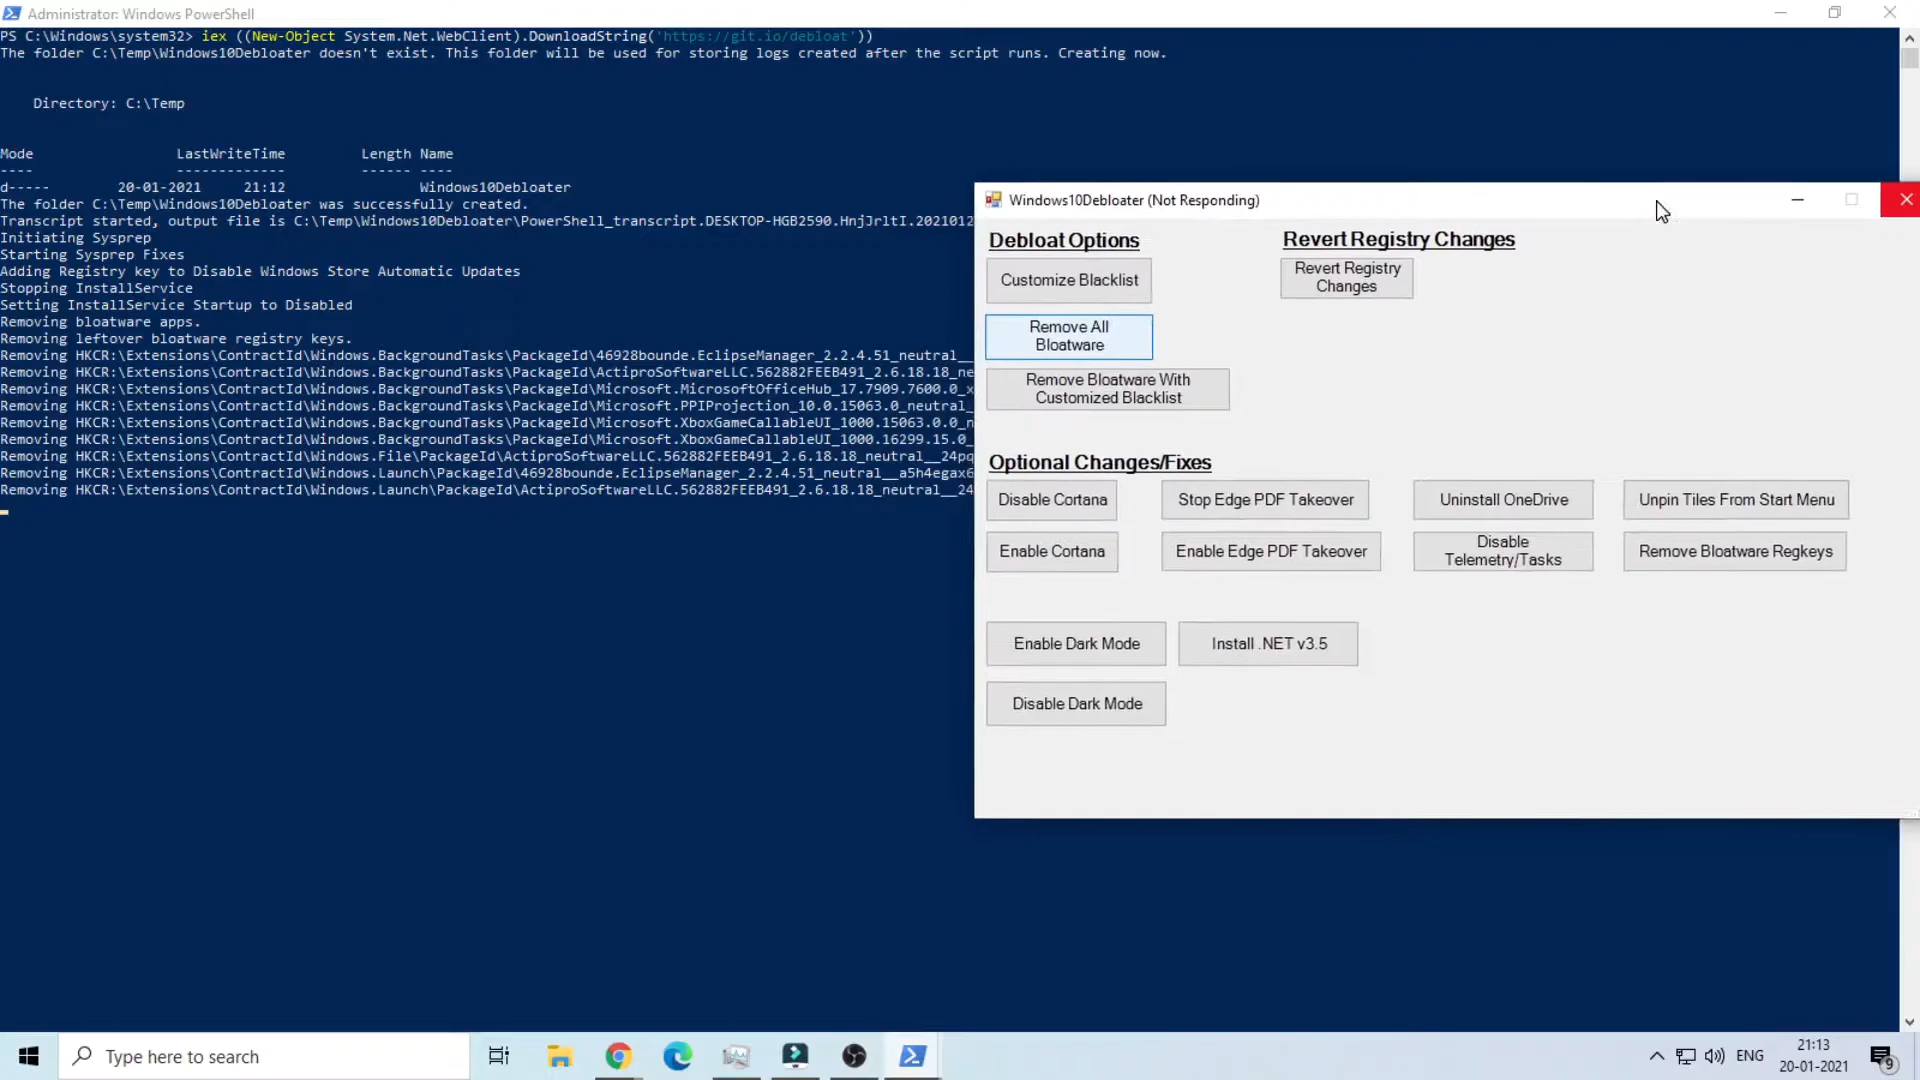 Administrator: Windows PowerShell
PS C:\Windows\system32> iex ((New-Object System.Net.WebClient).DownloadString('https://git.io/debloat'))
The folder C:\Temp\Windows10Debloater doesn't exist. This folder will be used for storing logs created after the script runs. Creating now.
Directory: C:\Temp
Mode LastWriteTime Length Name
---- ------------- ------ ----
d----- 20-01-2021 21:12 Windows10Debloater
The folder C:\Temp\Windows10Debloater was successfully created.
Transcript started, output file is C:\Temp\Windows10Debloater\PowerShell_transcript.DESKTOP-HGB2590.HnjJrltI.2021012
Initiating Sysprep
Starting Sysprep Fixes
Adding Registry key to Disable Windows Store Automatic Updates
Stopping InstallService
Setting InstallService Startup to Disabled
Removing bloatware apps.
Removing leftover bloatware registry keys.
Removing HKCR:\Extensions\ContractId\Windows.BackgroundTasks\PackageId\46928bounde.EclipseManager_2.2.4.51_neutral__
Removing HKCR:\Extensions\ContractId\Windows.BackgroundTasks\PackageId\ActiproSoftwareLLC.562882FEEB491_2.6.18.18_ne
Removing HKCR:\Extensions\ContractId\Windows.BackgroundTasks\PackageId\Microsoft.MicrosoftOfficeHub_17.7909.7600.0_x
Removing HKCR:\Extensions\ContractId\Windows.BackgroundTasks\PackageId\Microsoft.PPIProjection_10.0.15063.0_neutral_
Removing HKCR:\Extensions\ContractId\Windows.BackgroundTasks\PackageId\Microsoft.XboxGameCallableUI_1000.15063.0.0_n
Removing HKCR:\Extensions\ContractId\Windows.BackgroundTasks\PackageId\Microsoft.XboxGameCallableUI_1000.16299.15.0_
Removing HKCR:\Extensions\ContractId\Windows.File\PackageId\ActiproSoftwareLLC.562882FEEB491_2.6.18.18_neutral__24pq
Removing HKCR:\Extensions\ContractId\Windows.Launch\PackageId\46928bounde.EclipseManager_2.2.4.51_neutral__a5h4egax6
Removing HKCR:\Extensions\ContractId\Windows.Launch\PackageId\ActiproSoftwareLLC.562882FEEB491_2.6.18.18_neutral__24
Windows10Debloater (Not Responding)
Debloat Options
Revert Registry Changes
Customize Blacklist
Revert Registry
Changes
Remove All
Bloatware
Remove Bloatware With
Customized Blacklist
Optional Changes/Fixes
Disable Cortana
Stop Edge PDF Takeover
Uninstall OneDrive
Unpin Tiles From Start Menu
Enable Cortana
Enable Edge PDF Takeover
Disable
Telemetry/Tasks
Remove Bloatware Regkeys
Enable Dark Mode
Install .NET v3.5
Disable Dark Mode
Type here to search
ENG
21:13
20-01-2021
9